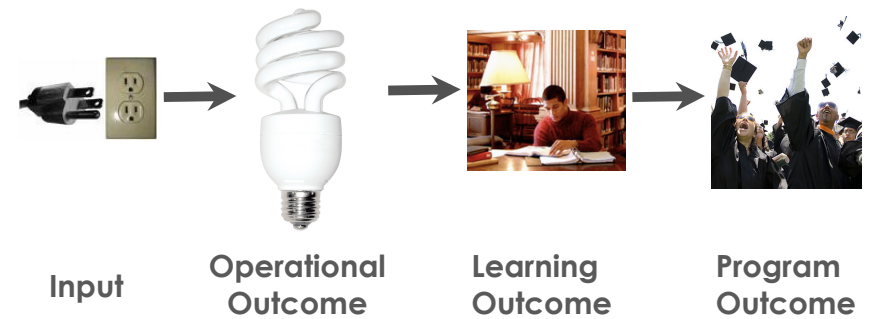 Input
Operational
Outcome
Learning
Outcome
Program
Outcome